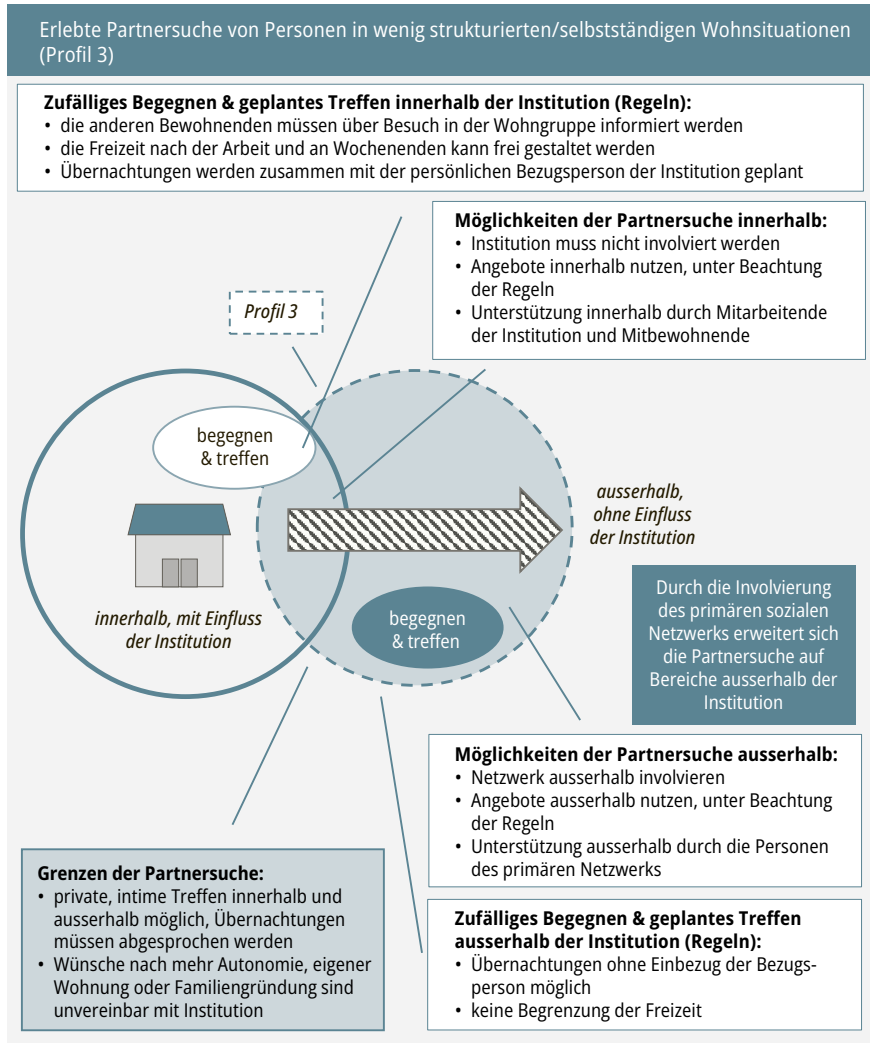 Erlebte Partnersuche von Personen in wenig strukturierten/selbstständigen Wohnsituationen
(Profil 3)
Zufälliges Begegnen & geplantes Treffen innerhalb der Institution (Regeln):
• die anderen Bewohnenden müssen über Besuch in der Wohngruppe informiert werden
• die Freizeit nach der Arbeit und an Wochenenden kann frei gestaltet werden
• Übernachtungen werden zusammen mit der persönlichen Bezugsperson der Institution geplant
Möglichkeiten der Partnersuche innerhalb:
• Institution muss nicht involviert werden
• Angebote innerhalb nutzen, unter Beachtung
der Regeln
• Unterstützung innerhalb durch Mitarbeitende
der Institution und Mitbewohnende
Profil 3
begegnen
& treffen
ausserhalb,
ohne Einfluss
der Institution
innerhalb, mit Einfluss
der Institution
begegnen
& treffen
Durch die Involvierung
des primären sozialen
Netzwerks erweitert sich
die Partnersuche auf
Bereiche ausserhalb der
Institution
Möglichkeiten der Partnersuche ausserhalb:
• Netzwerk ausserhalb involvieren
• Angebote ausserhalb nutzen, unter Beachtung
der Regeln
• Unterstützung ausserhalb durch die Personen
des primären Netzwerks
Grenzen der Partnersuche:
• private, intime Treffen innerhalb und
ausserhalb möglich, Übernachtungen
müssen abgesprochen werden
• Wünsche nach mehr Autonomie, eigener
Wohnung oder Familiengründung sind
unvereinbar mit Institution
Zufälliges Begegnen & geplantes Treffen
ausserhalb der Institution (Regeln):
• Übernachtungen ohne Einbezug der Bezugs-
person möglich
• keine Begrenzung der Freizeit